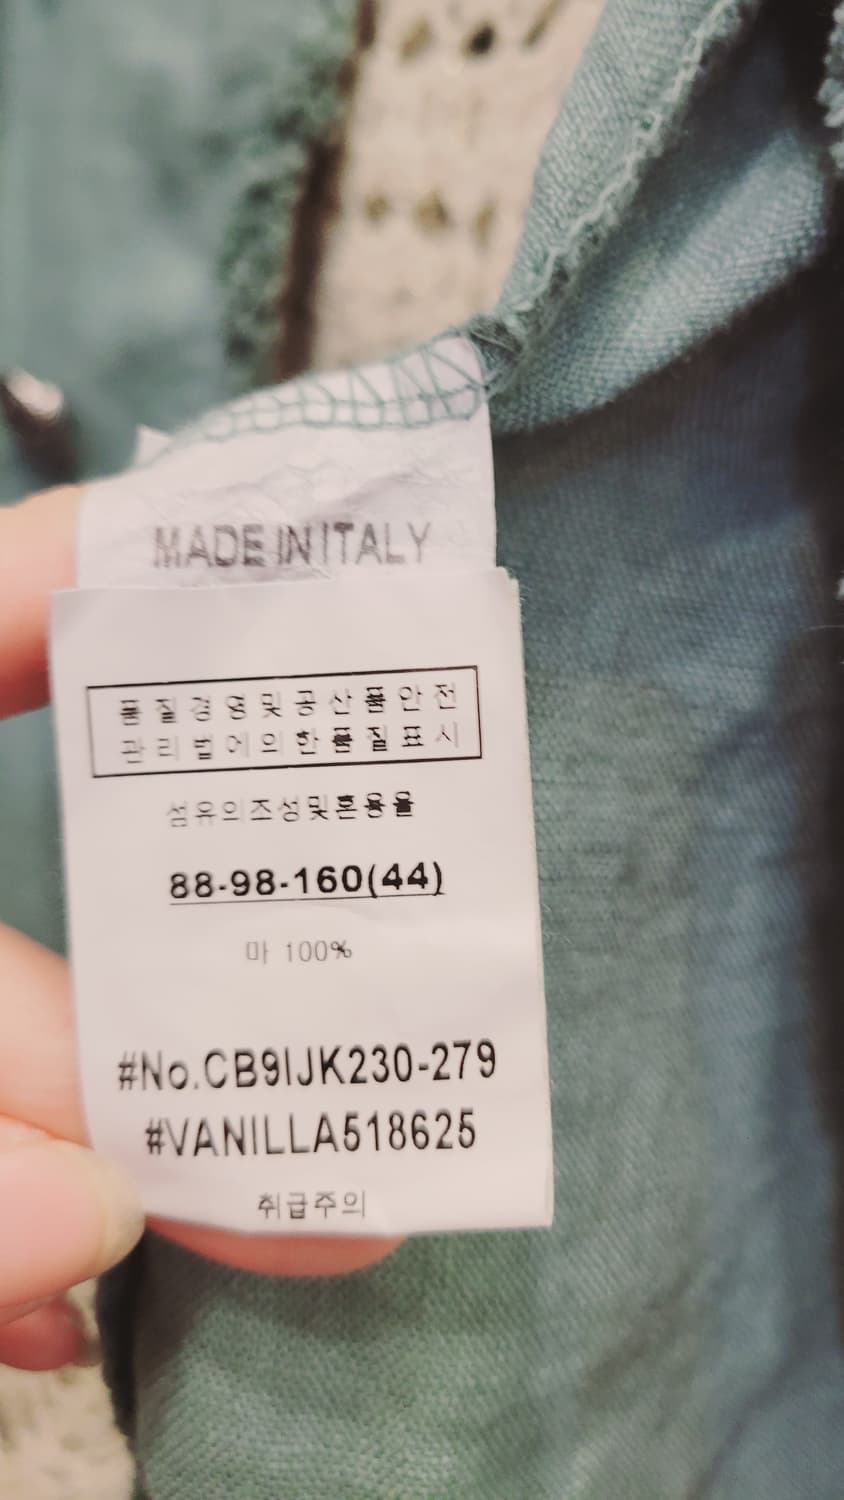 MADE IN ITALY
품질경영및공산품안전
관리법에의한품질표시
섬유의조성및혼용율
88-98-160(44)
마 100%
#No.CB9IJK230-279
#VANILLA518625
취급주의